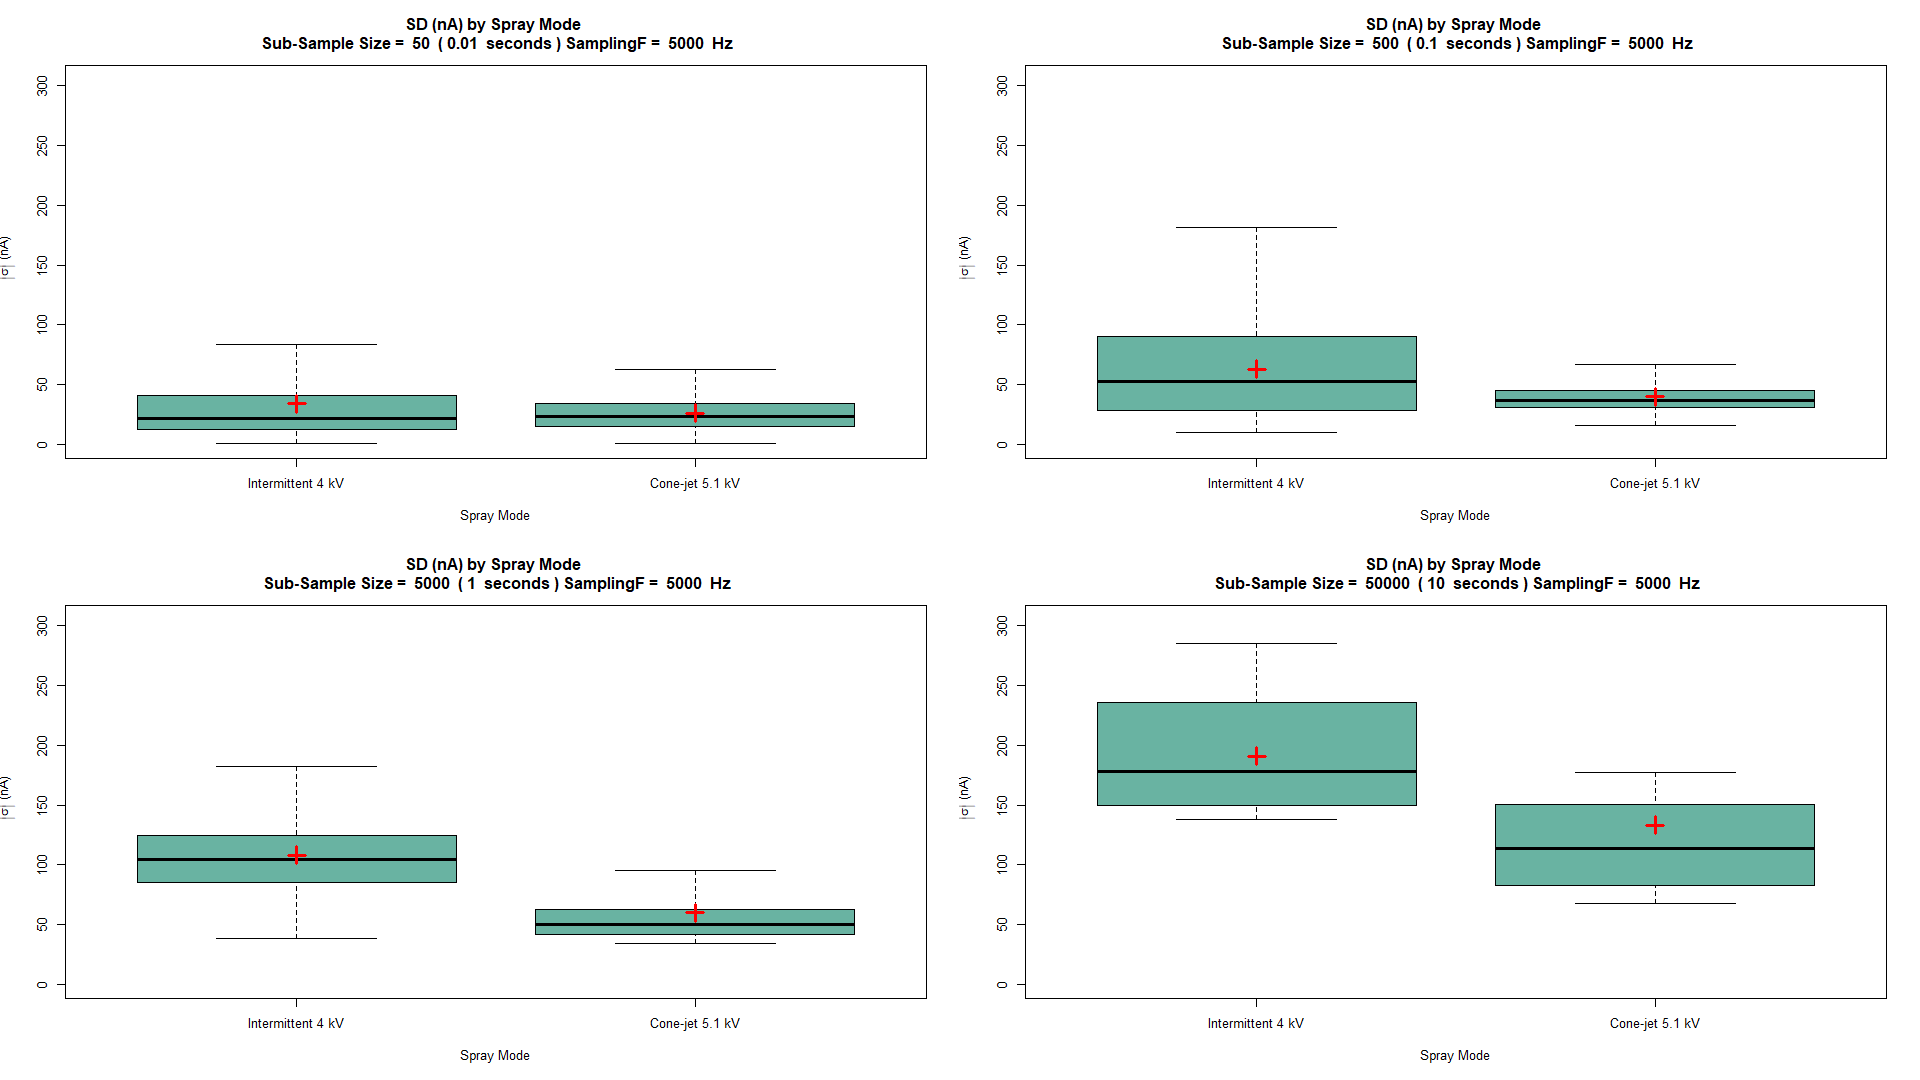 SD (nA) by Spray Mode
Sub-Sample Size = 50 ( 0.01 seconds ) SamplingF = 5000 Hz
300
250
200
150
100
50
0
|σ| (nA)
Intermittent 4 kV
Cone-jet 5.1 kV
Spray Mode
SD (nA) by Spray Mode
Sub-Sample Size = 500 ( 0.1 seconds ) SamplingF = 5000 Hz
300
250
200
150
100
50
0
|σ| (nA)
Intermittent 4 kV
Cone-jet 5.1 kV
Spray Mode
SD (nA) by Spray Mode
Sub-Sample Size = 5000 ( 1 seconds ) SamplingF = 5000 Hz
300
250
200
150
100
50
0
|σ| (nA)
Intermittent 4 kV
Cone-jet 5.1 kV
Spray Mode
SD (nA) by Spray Mode
Sub-Sample Size = 50000 ( 10 seconds ) SamplingF = 5000 Hz
300
250
200
150
100
50
0
|σ| (nA)
Intermittent 4 kV
Cone-jet 5.1 kV
Spray Mode